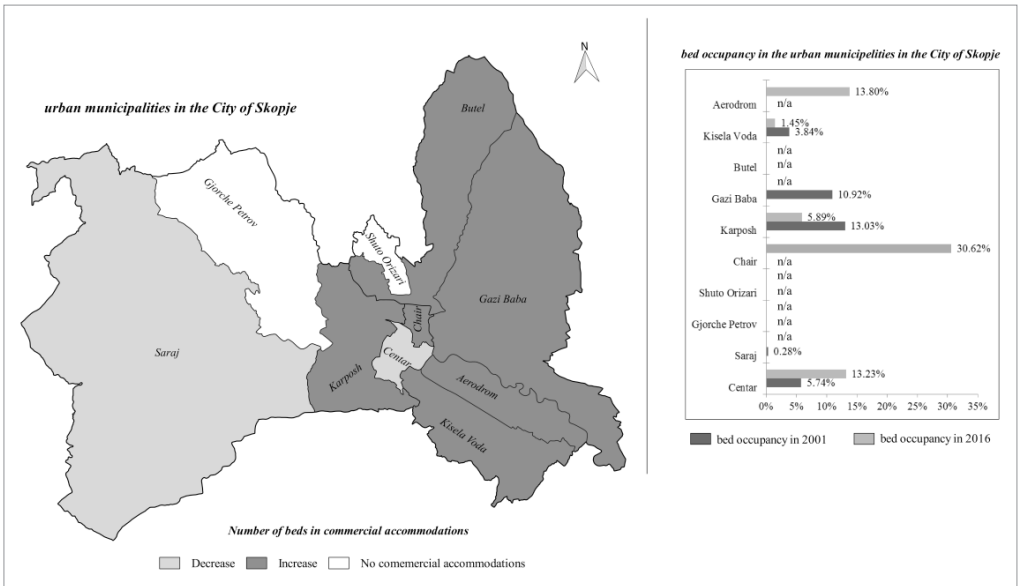 urban municipalities in the City of Skopje
N
Butel
Gjorche Petrov
Shuto Orizari
Gazi Baba
Chair
Saraj
Centar
Karposh
Aerodrom
Kisela Voda
Number of beds in commercial accommodations
Decrease Increase No comemercial accommodations
bed occupancy in the urban municipelities in the City of Skopje
13.80%
Aerodrom n/a
1.45%
Kisela Voda 3.84%
n/a
Butel n/a
n/a
Gazi Baba 10.92%
5.89%
Karposh 13.03%
30.62%
Chair n/a
n/a
Shuto Orizari n/a
n/a
Gjorche Petrov n/a
n/a
Saraj 0.28%
13.23%
Centar 5.74%
0% 5% 10% 15% 20% 25% 30% 35%
bed occupancy in 2001 bed occupancy in 2016